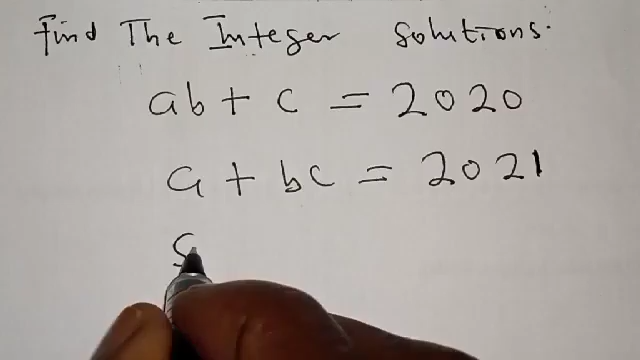 find The Integer Solutions.
ab + c = 2020
a + bc = 2021
S